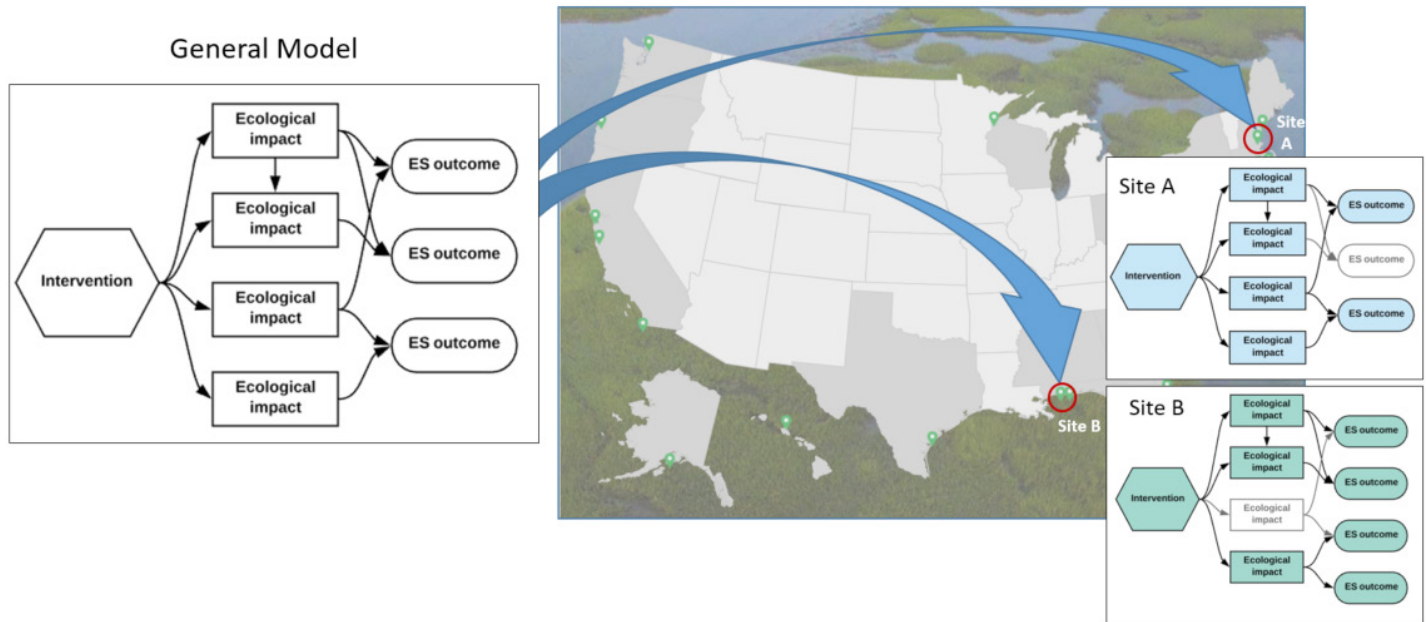 General Model
Ecological
impact
ES outcome
Ecological
impact
ES outcome
Intervention
Ecological
impact
ES outcome
Ecological
impact
Site
A
Site B
Site A
Ecological
impact
ES outcome
Ecological
impact
ES outcome
Intervention
Ecological
impact
ES outcome
Ecological
impact
Site B
Ecological
impact
ES outcome
Ecological
impact
ES outcome
Intervention
Ecological
impact
ES outcome
Ecological
impact
ES outcome